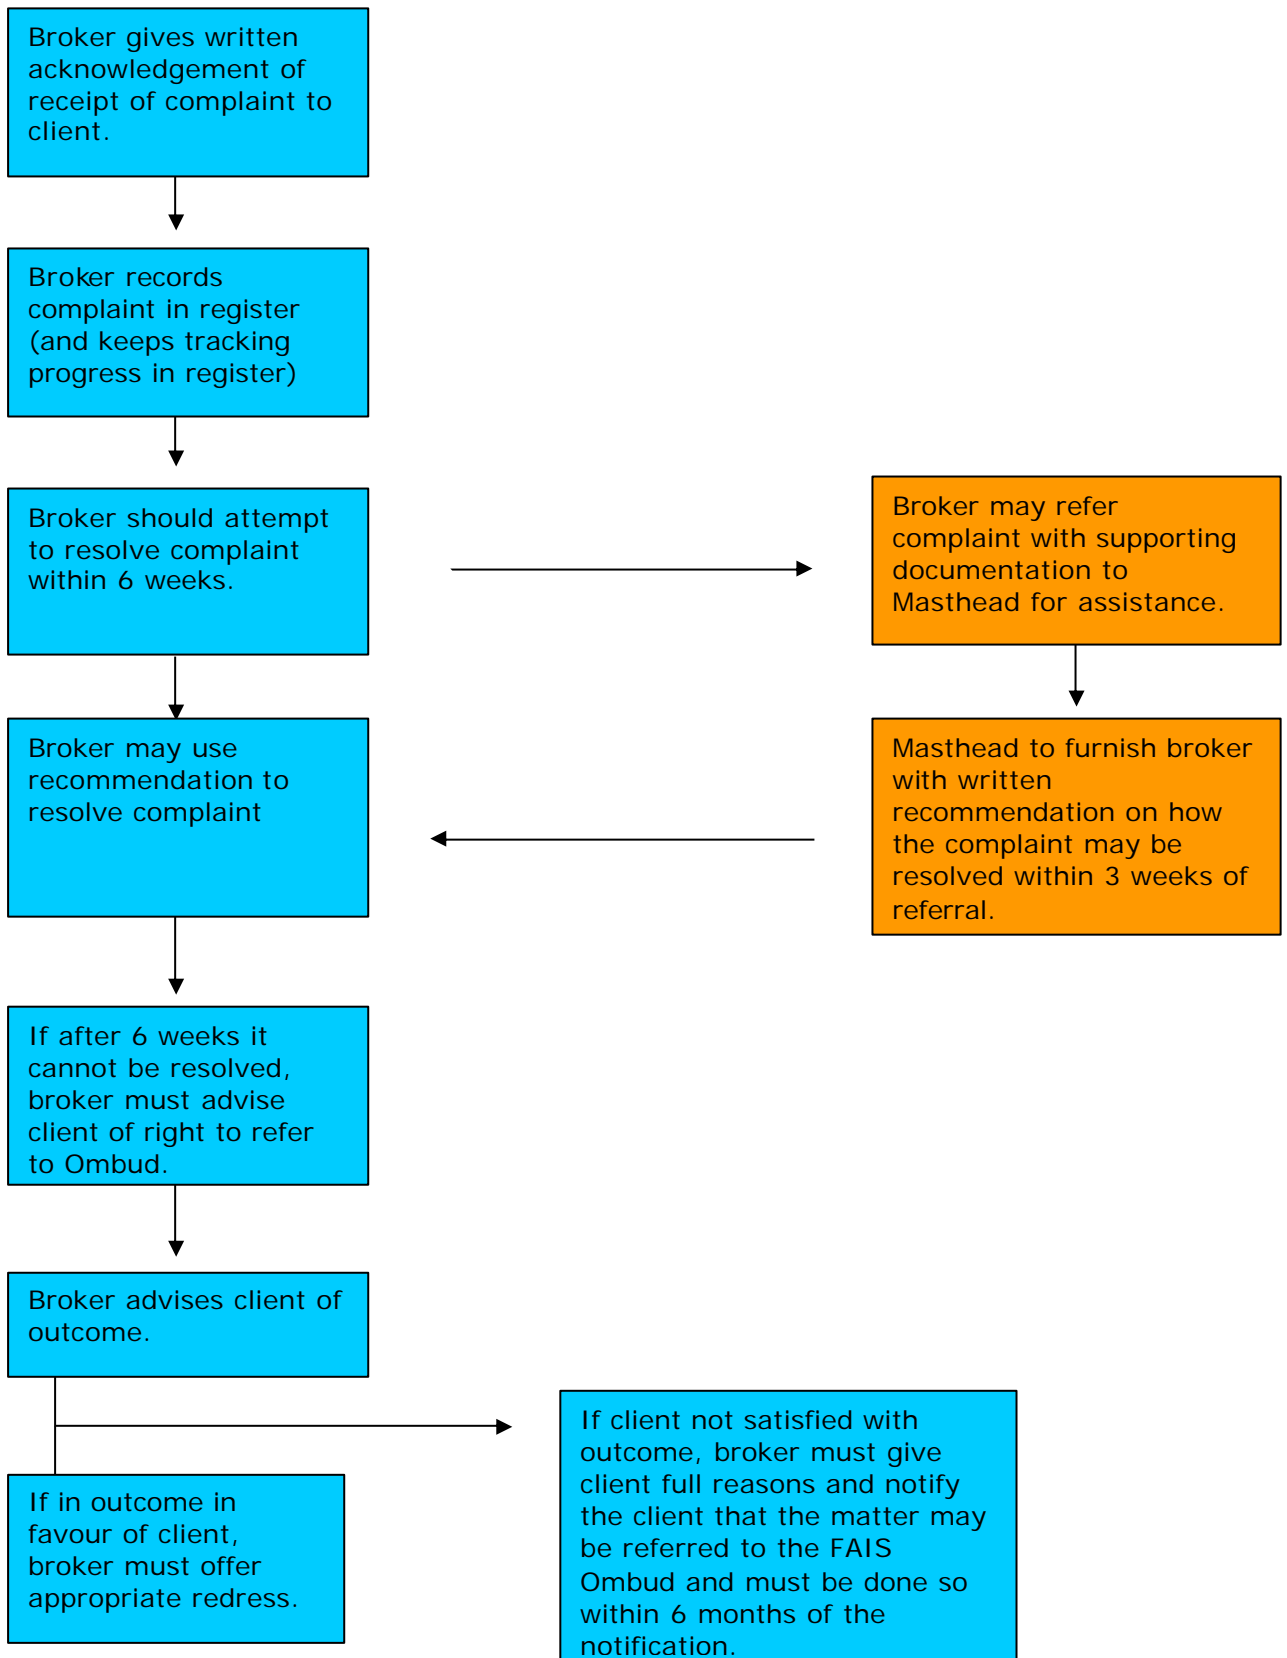 Broker gives written
acknowledgement of
receipt of complaint to
client.
Broker records
complaint in register
(and keeps tracking
progress in register)
Broker should attempt
to resolve complaint
within 6 weeks.
Broker may refer
complaint with supporting
documentation to
Masthead for assistance.
Broker may use
recommendation to
resolve complaint
Masthead to furnish broker
with written
recommendation on how
the complaint may be
resolved within 3 weeks of
referral.
If after 6 weeks it
cannot be resolved,
broker must advise
client of right to refer
to Ombud.
Broker advises client of
outcome.
If client not satisfied with
outcome, broker must give
client full reasons and notify
the client that the matter may
be referred to the FAIS
Ombud and must be done so
within 6 months of the
notification.
If in outcome in
favour of client,
broker must offer
appropriate redress.